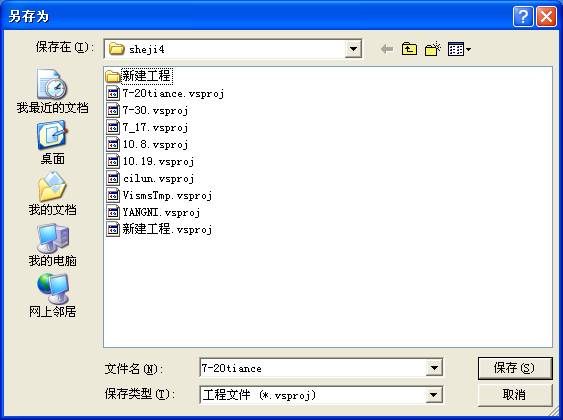 另存为
保存在(I):
sheji4
我最近的文档
桌面
我的文档
我的电脑
网上邻居
新建工程
7-20tiance.vsproj
7-30.vsproj
7_17.vsproj
10.8.vsproj
10.19.vsproj
cilun.vsproj
VismsTmp.vsproj
YANGNI.vsproj
新建工程.vsproj
文件名(N):
7-20tiance
保存(S)
保存类型(T):
工程文件 (*.vsproj)
取消